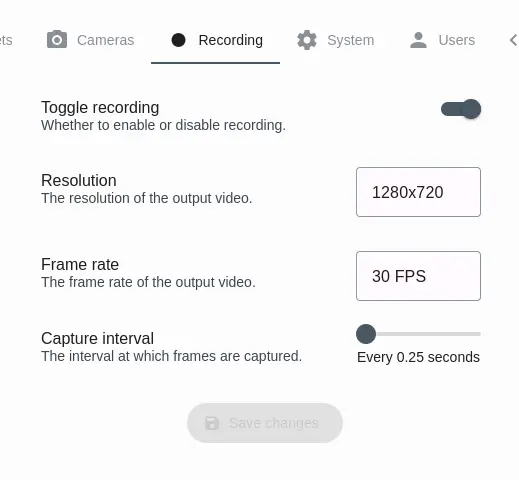 ts
Cameras
Recording
System
Users
Toggle recording
Whether to enable or disable recording.
Resolution
The resolution of the output video.
1280x720
Frame rate
The frame rate of the output video.
30 FPS
Capture interval
The interval at which frames are captured.
Every 0.25 seconds
Save changes